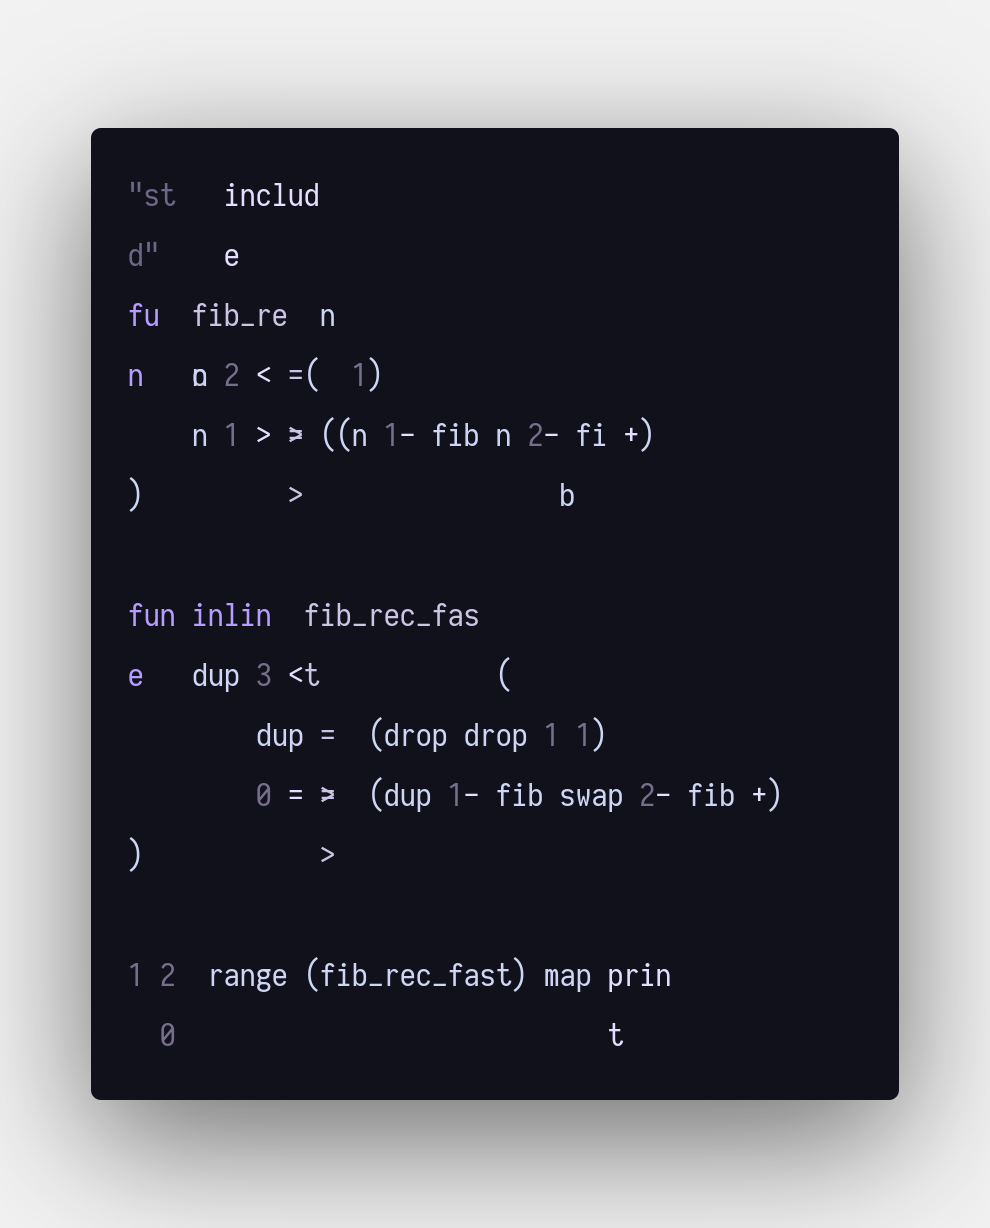 "st   includ
d"    e
fu  fib_re  n
n   n 2 < =(  1)
    n 1 > = ((n 1- fib n 2- fi +)
)         >                b

fun inlin  fib_rec_fas
e   dup 3 <t           (
        dup =  (drop drop 1 1)
        0 = =  (dup 1- fib swap 2- fib +)
)           >

1 2  range (fib_rec_fast) map prin
  0                           t